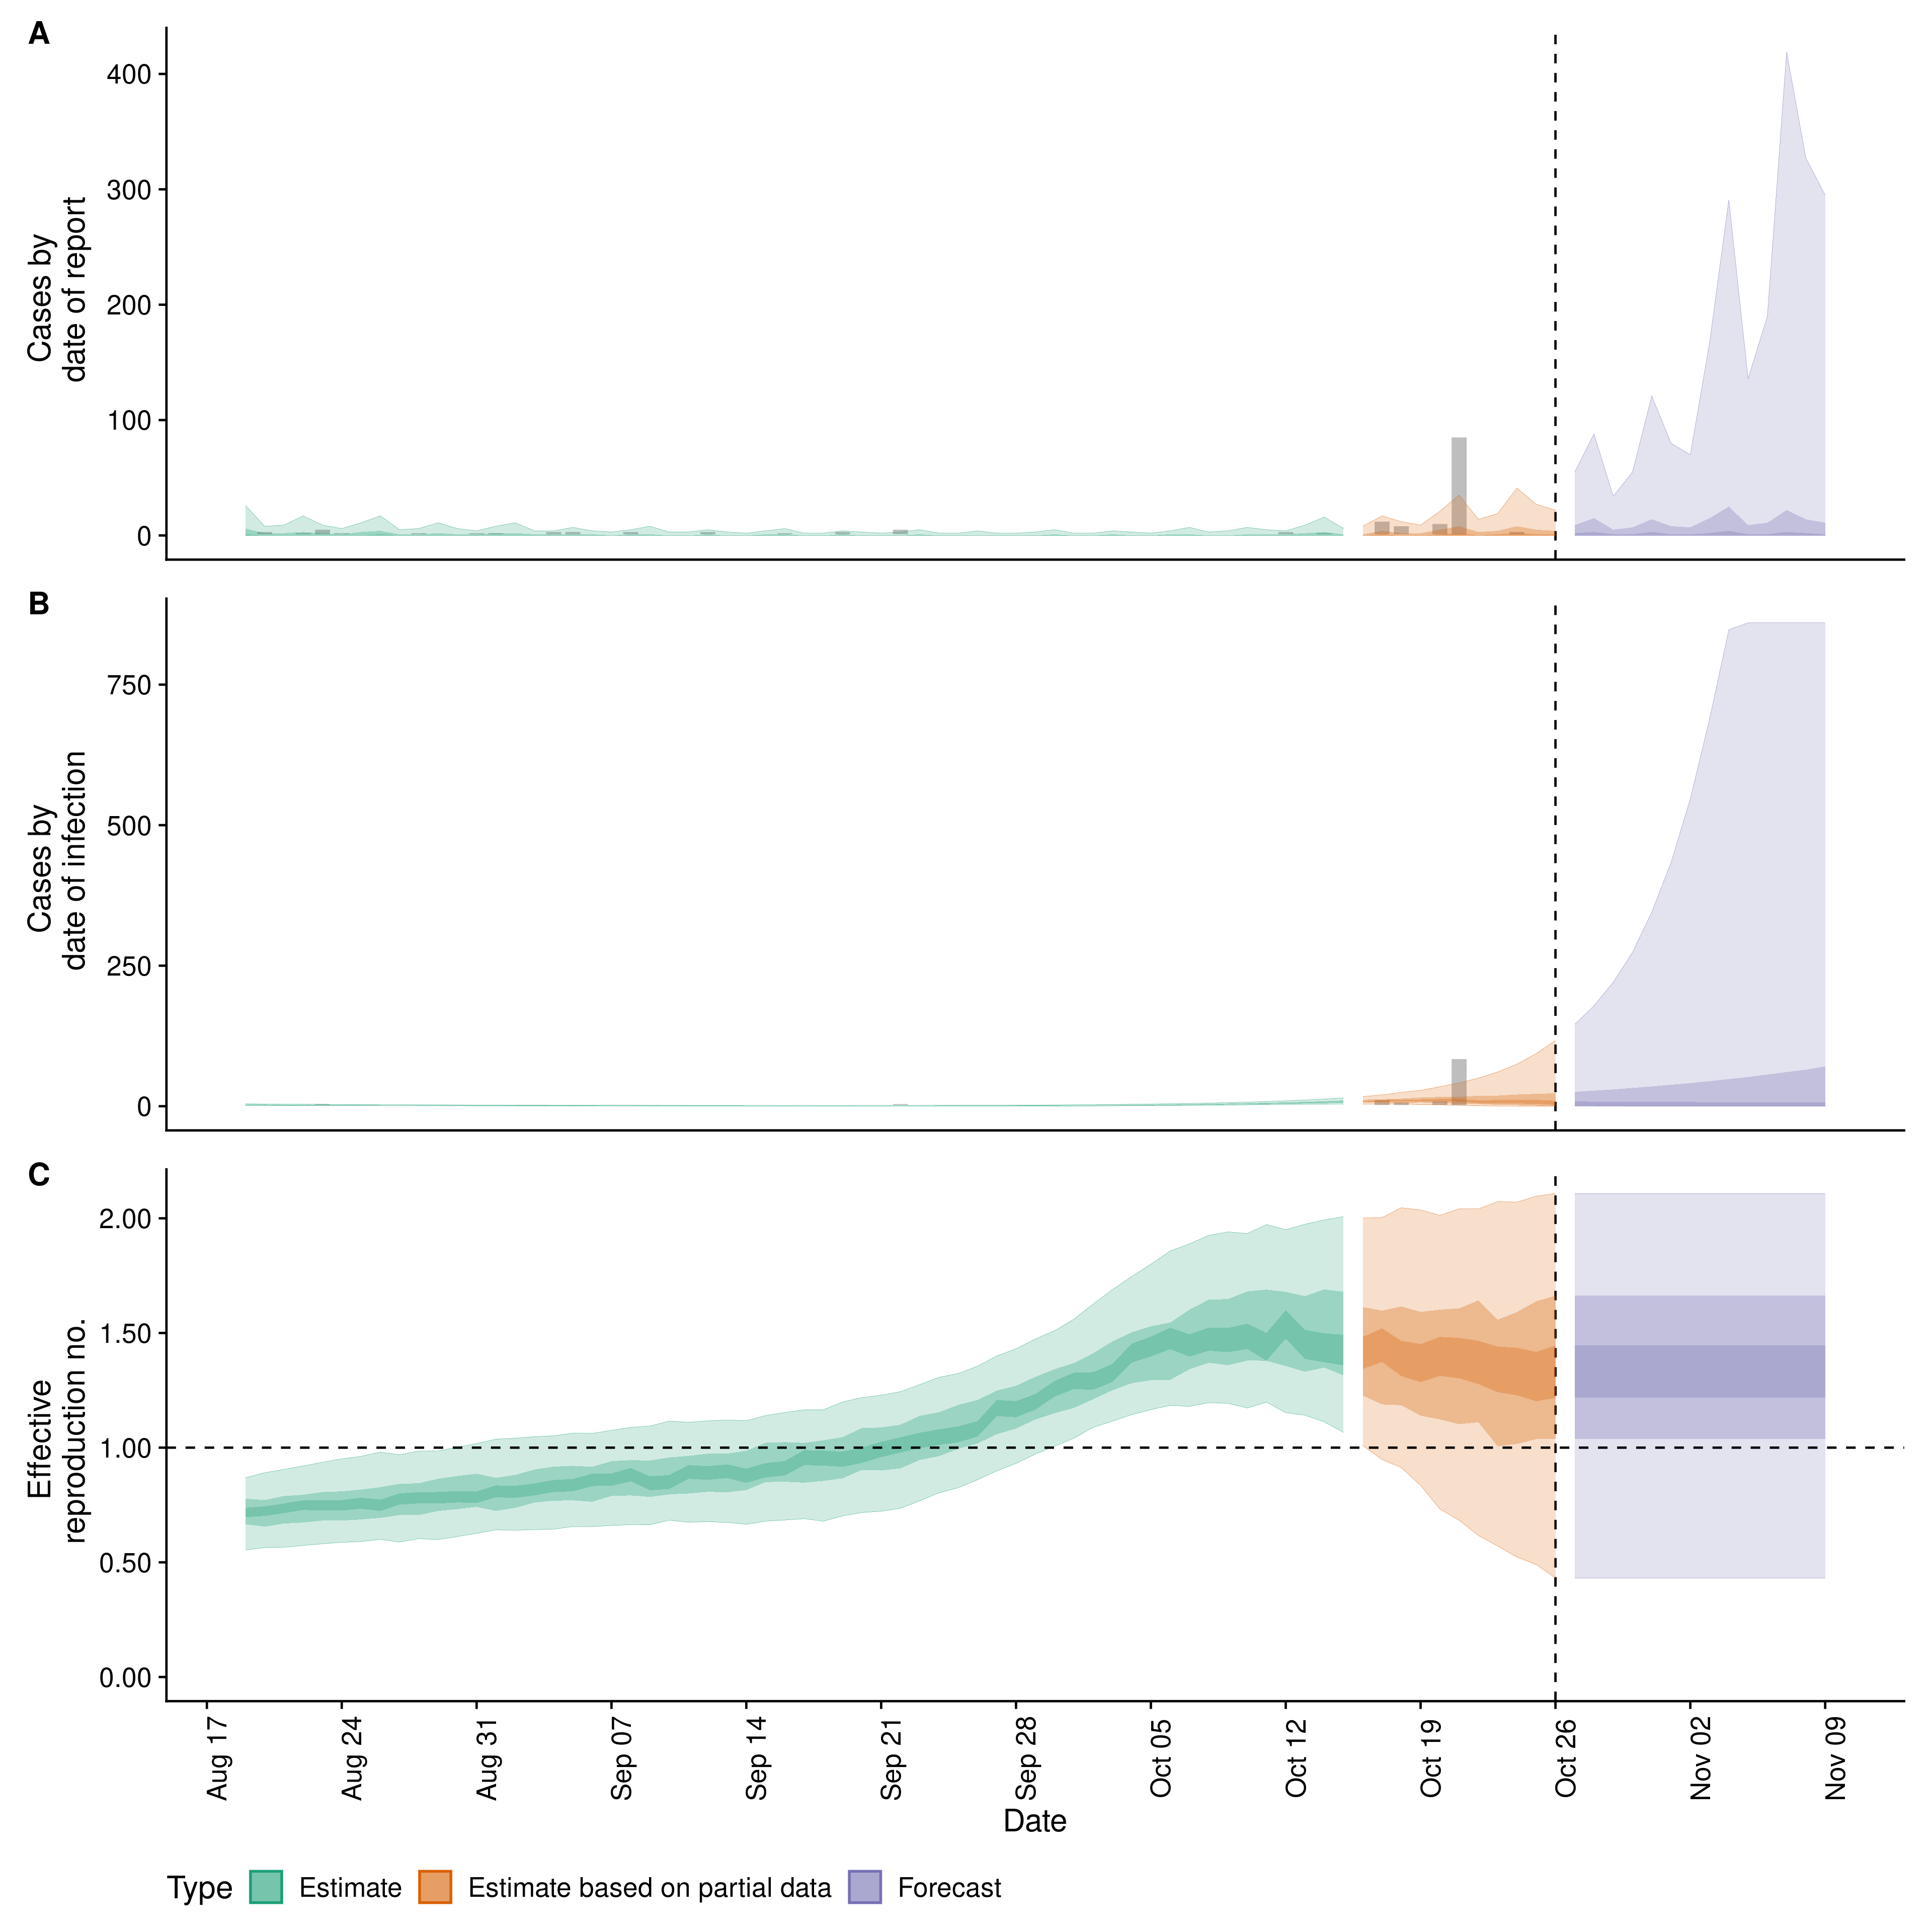 A
400
300
200
100
0
Cases by
date of report
B
750
500
250
0
Cases by
date of infection
C
2.00
1.50
1.00
0.50
0.00
Effective
reproduction no.
Aug 17
Aug 24
Aug 31
Sep 07
Sep 14
Sep 21
Sep 28
Oct 05
Oct 12
Oct 19
Oct 26
Nov 02
Nov 09
Date
Type Estimate Estimate based on partial data Forecast